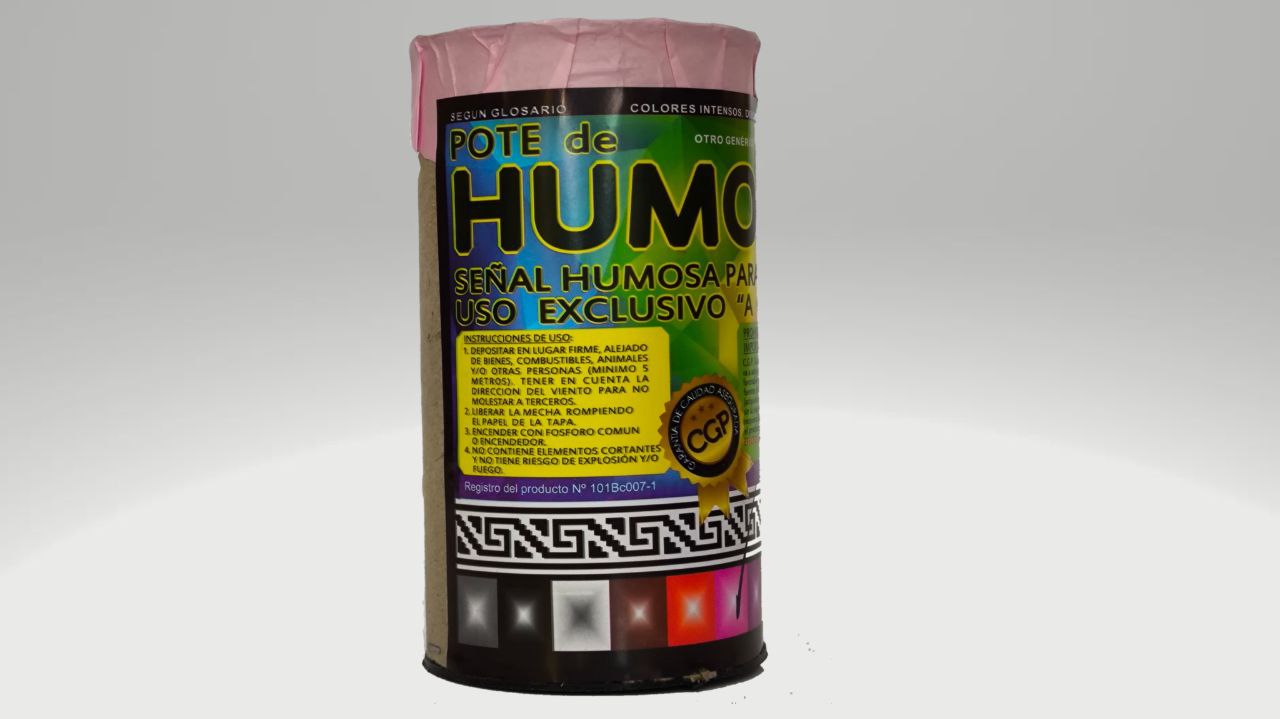 SEGUN GLOSARIO
COLORES INTENSOS, D
POTE de
OTRO GENÉR
HUMO
SEÑAL HUMOSA PARA
USO EXCLUSIVO "A
INSTRUCCIONES DE USO:
1. DEPOSITAR EN LUGAR FIRME, ALEJADO
DE BIENES, COMBUSTIBLES, ANIMALES
Y/O OTRAS PERSONAS (MINIMO 5
METROS). TENER EN CUENTA LA
DIRECCION DEL VIENTO PARA NO
MOLESTAR A TERCEROS.
2. LIBERAR LA MECHA ROMPIENDO
EL PAPEL DE LA TAPA.
3. ENCENDER CON FOSFORO COMUN
O ENCENDEDOR.
4. NO CONTIENE ELEMENTOS CORTANTES
Y NO TIENE RIESGO DE EXPLOSIÓN Y/O
FUEGO.
GARANTIA DE CALIDAD ASEGURADA
CGP
Registro del producto Nº 101Bc007-1